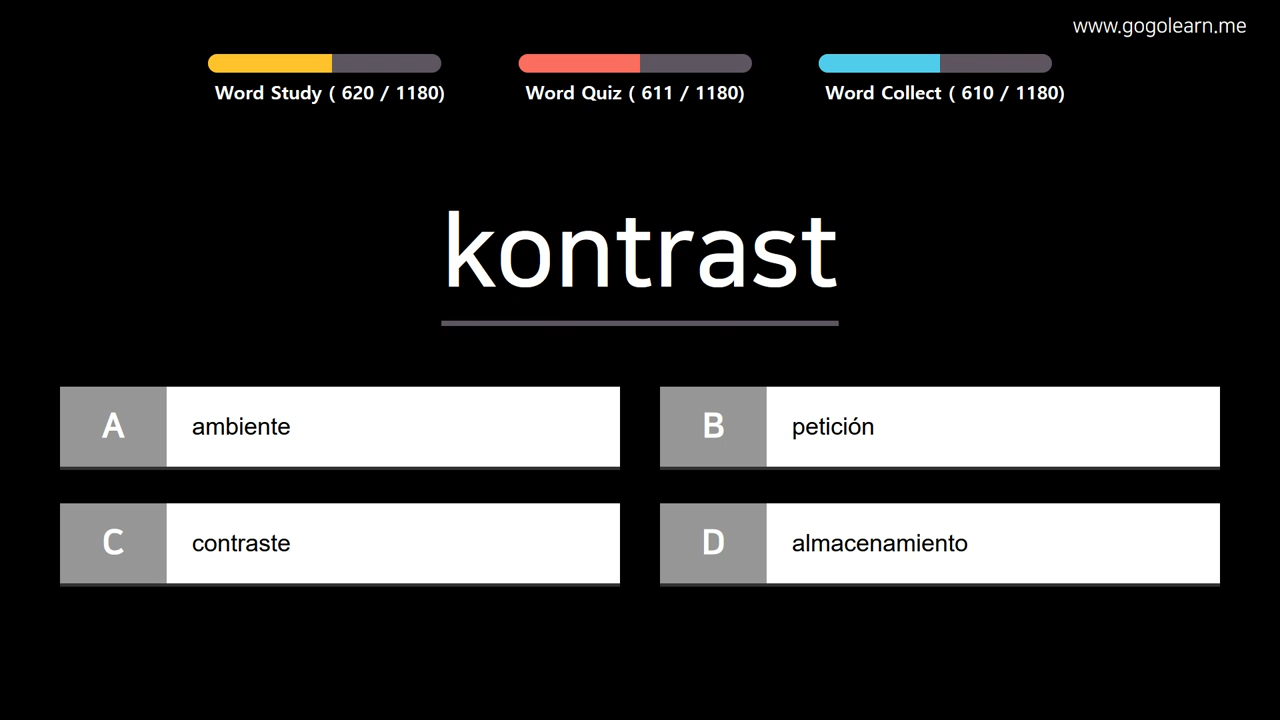 www.gogolearn.me
Word Study ( 620 / 1180)
Word Quiz ( 611 / 1180)
Word Collect ( 610 / 1180)
kontrast
A
ambiente
B
petición
C
contraste
D
almacenamiento